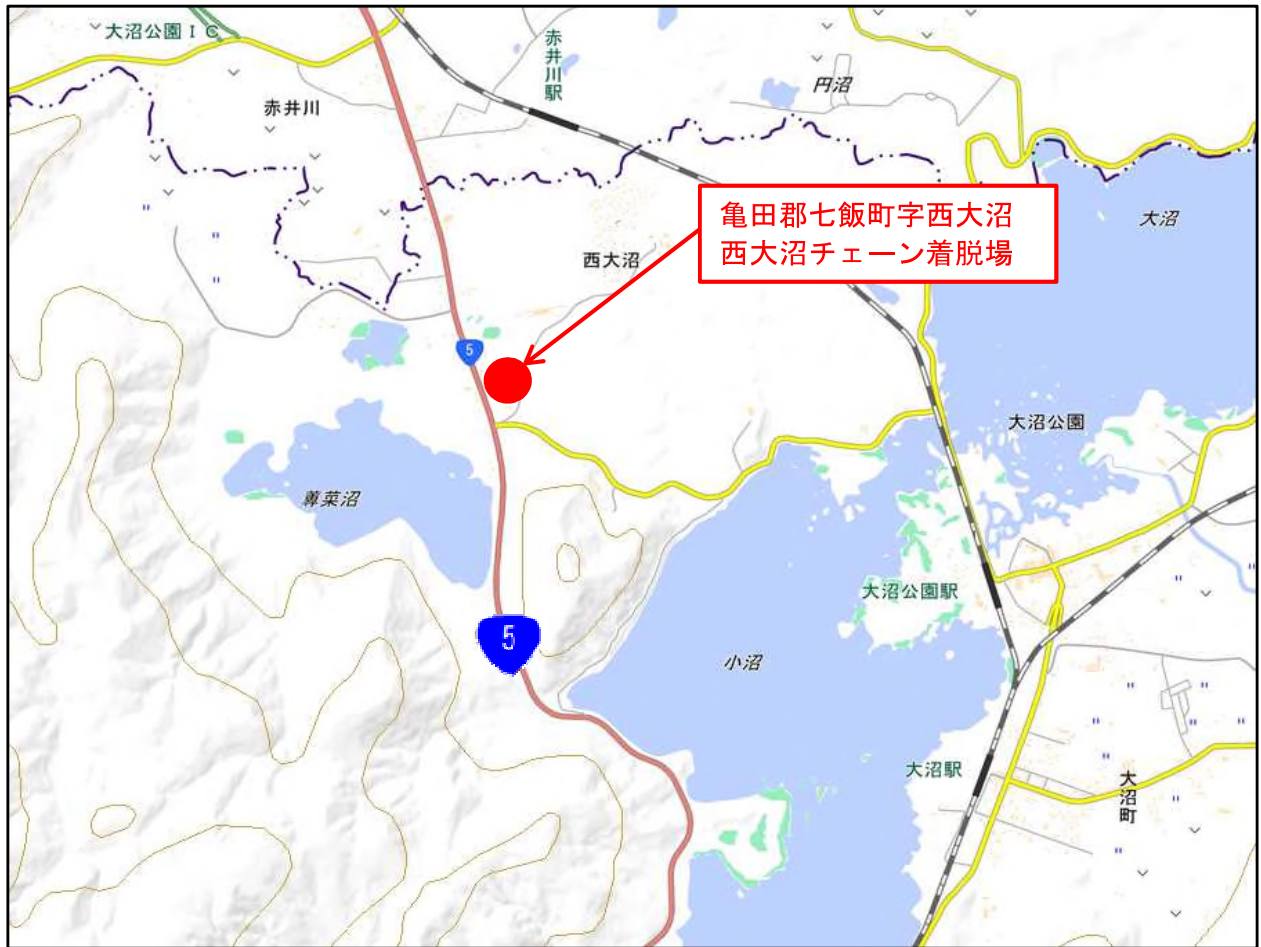 大沼公園ＩＣ
赤井川駅
赤井川
円沼
大沼
亀田郡七飯町字西大沼
西大沼チェーン着脱場
西大沼
5
大沼公園
蓴菜沼
大沼公園駅
5
小沼
大沼駅
大沼町